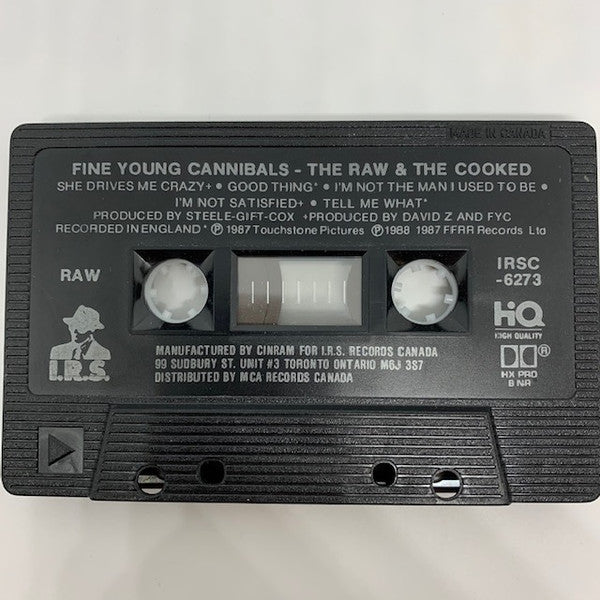 MADE IN CANADA
FINE YOUNG CANNIBALS - THE RAW & THE COOKED
SHE DRIVES ME CRAZY+ • GOOD THING* • I'M NOT THE MAN I USED TO BE •
I'M NOT SATISFIED+ • TELL ME WHAT*
PRODUCED BY STEELE-GIFT-COX +PRODUCED BY DAVID Z AND FYC
RECORDED IN ENGLAND* ℗ 1987 Touchstone Pictures ℗1988 1987 FFRR Records Ltd
RAW
IRSC
-6273
I.R.S.
HiQ
HIGH QUALITY
HX PRO
B NR
MANUFACTURED BY CINRAM FOR I.R.S. RECORDS CANADA
99 SUDBURY ST. UNIT #3 TORONTO ONTARIO M6J 3S7
DISTRIBUTED BY MCA RECORDS CANADA